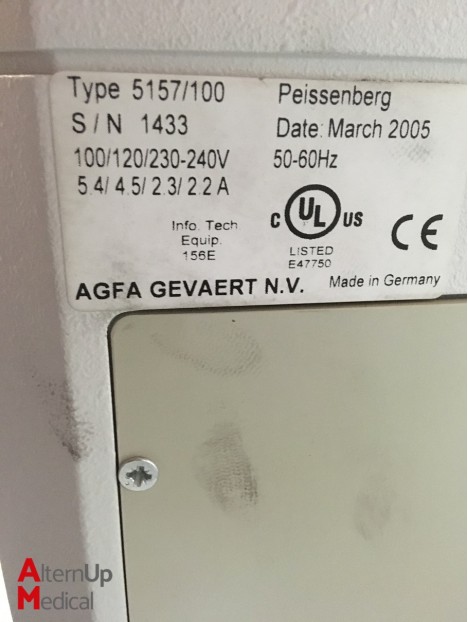 Type 5157/100 Peissenberg
S/N 1433 Date: March 2005
100/120/230-240V 50-60Hz
5.4/ 4.5/ 2.3/ 2.2 A
C UL US CE
Info. Tech
Equip.
156E
LISTED
E47750
AGFA GEVAERT N.V. Made in Germany
AlternUp
Medical